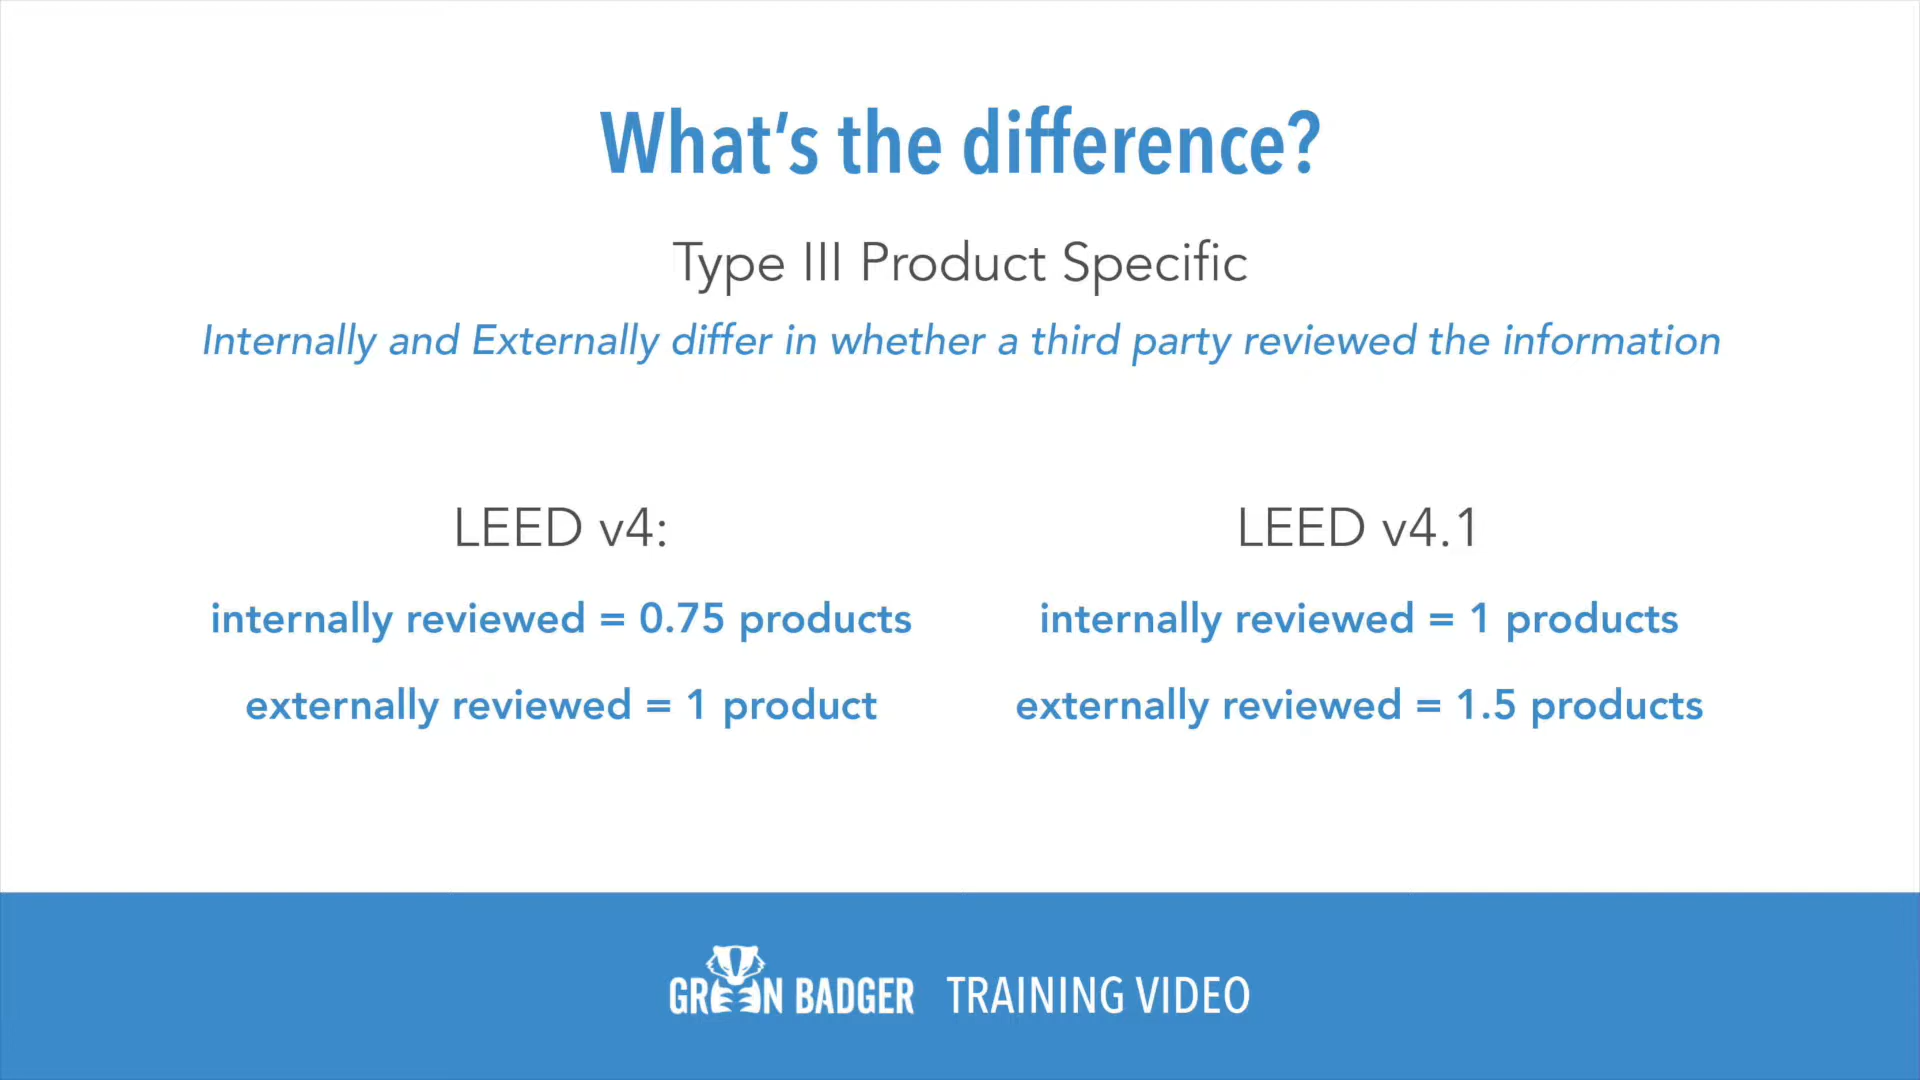 What's the difference?
Type III Product Specific
Internally and Externally differ in whether a third party reviewed the information
LEED v4:
internally reviewed = 0.75 products
externally reviewed = 1 product
LEED v4.1
internally reviewed = 1 products
externally reviewed = 1.5 products
GREEN BADGER TRAINING VIDEO